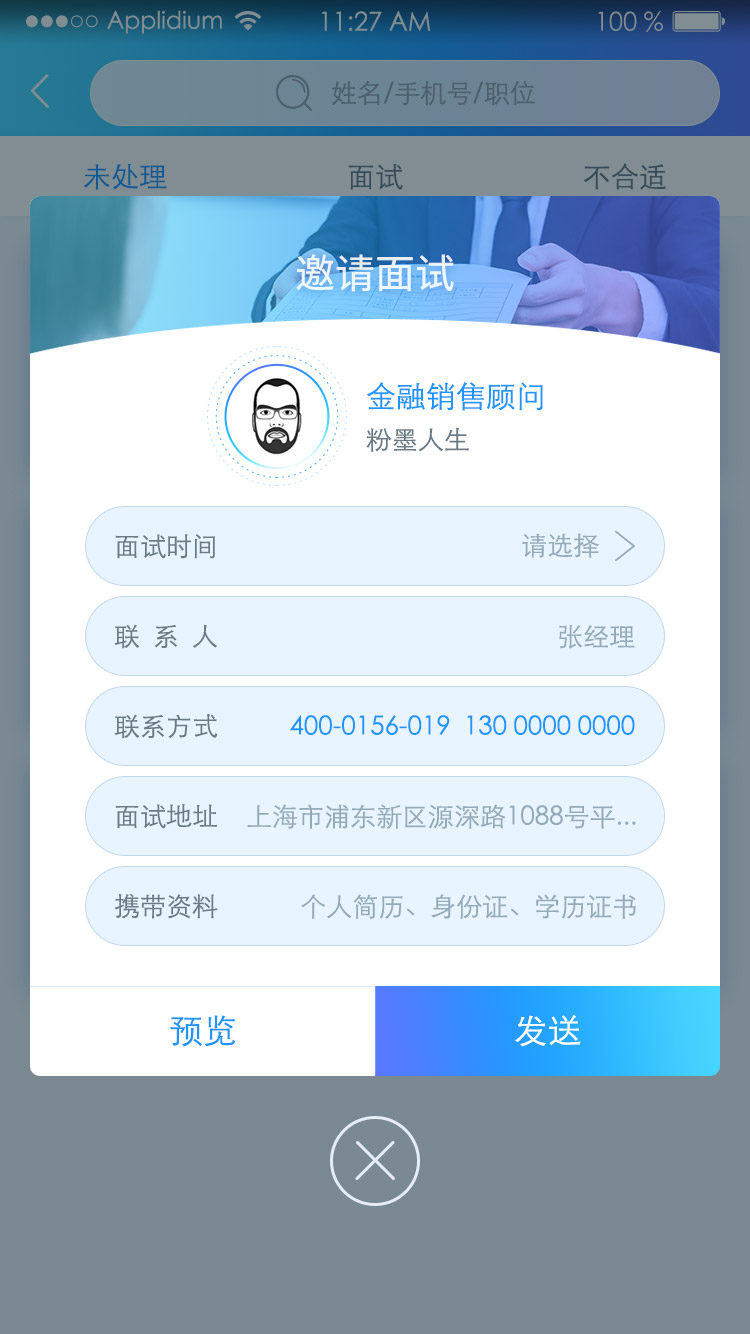 Applidium 11:27 AM 100 %
姓名/手机号/职位
未处理 面试 不合适
邀请面试
金融销售顾问
粉墨人生
面试时间 请选择
联系人 张经理
联系方式 400-0156-019 130 0000 0000
面试地址 上海市浦东新区源深路1088号平...
携带资料 个人简历、身份证、学历证书
预览 发送